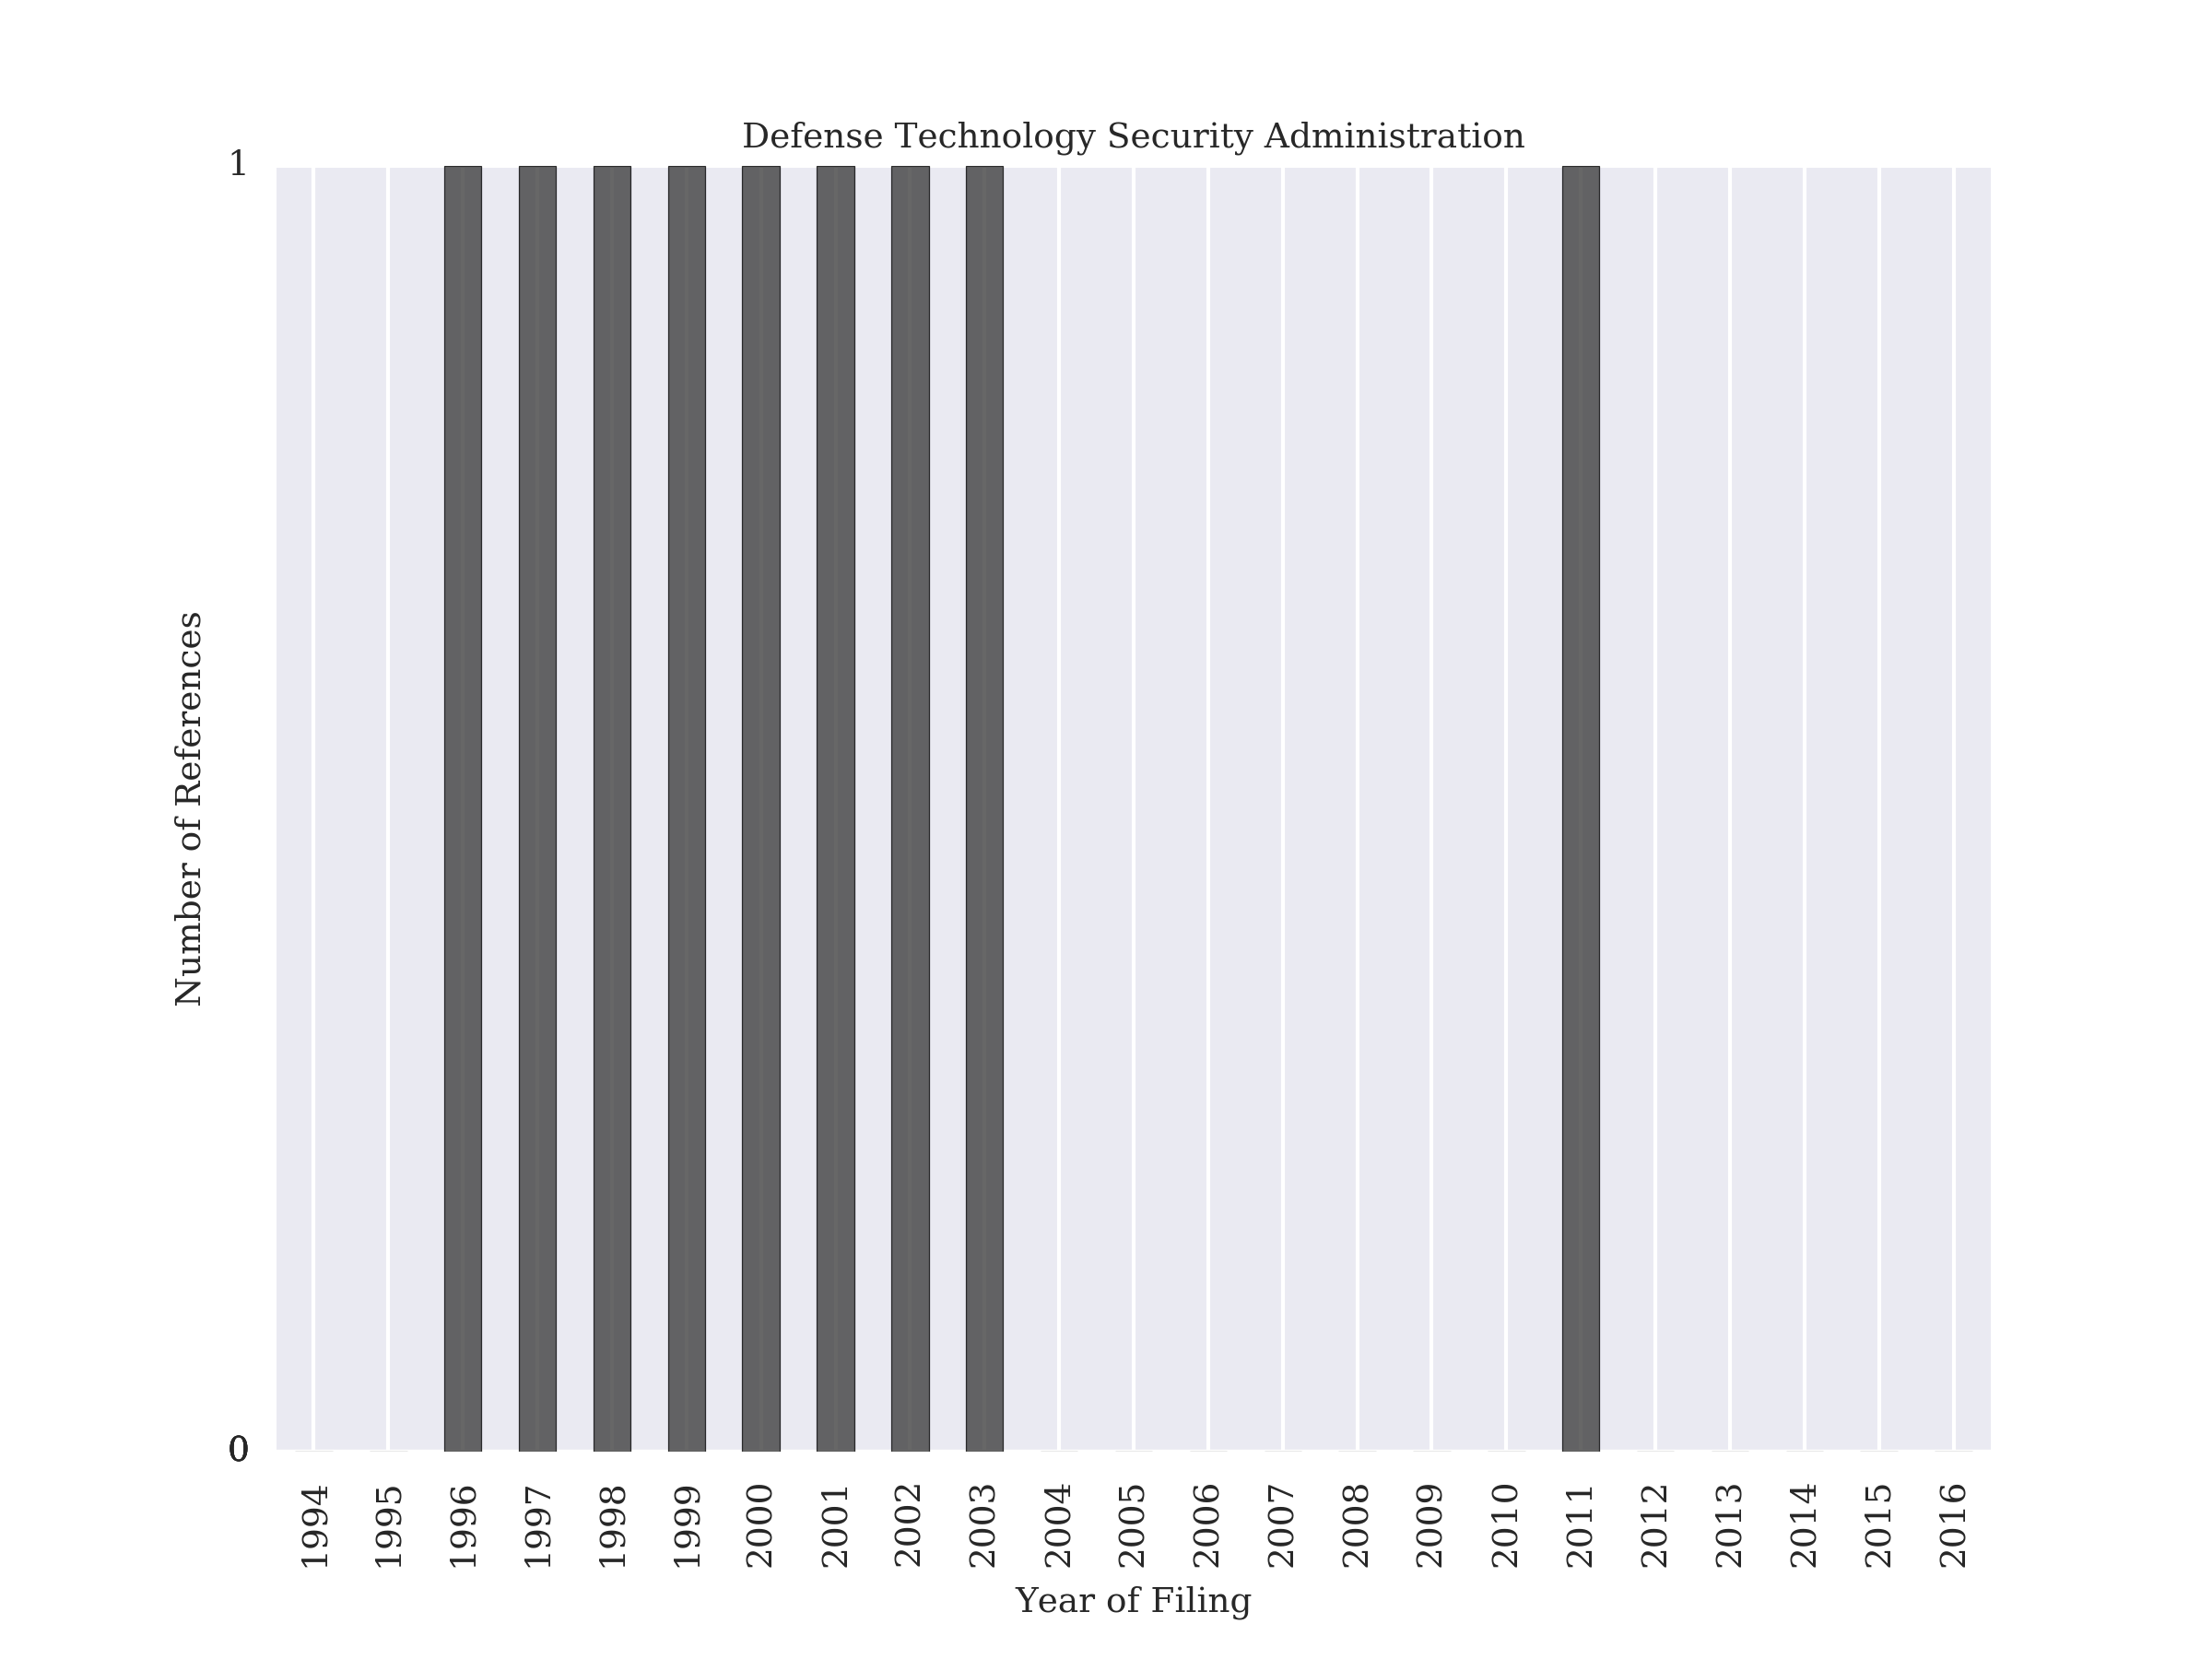 Defense Technology Security Administration
1
Number of References
0
1994 1995 1996 1997 1998 1999 2000 2001 2002 2003 2004 2005 2006 2007 2008 2009 2010 2011 2012 2013 2014 2015 2016
Year of Filing